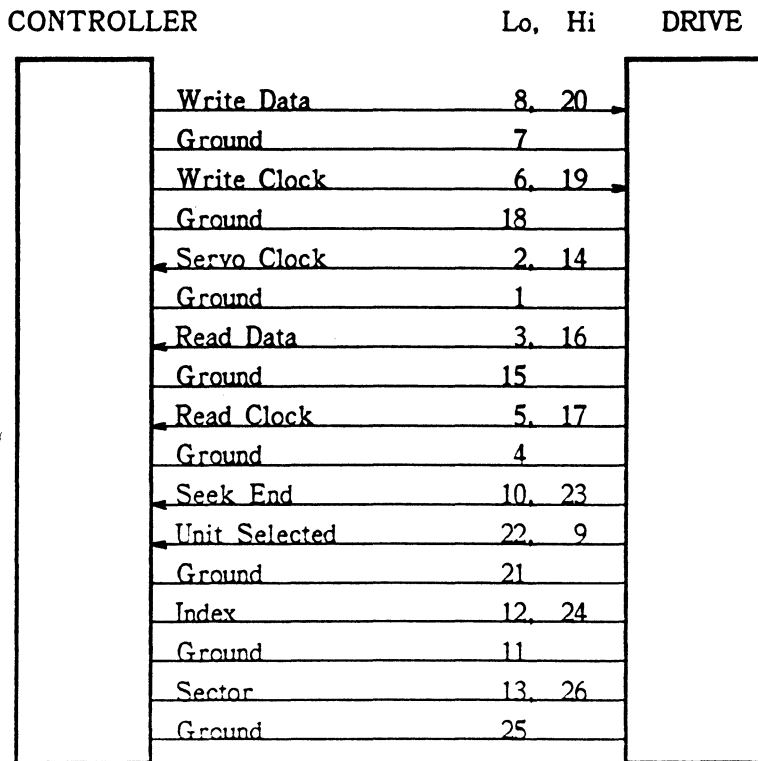 CONTROLLER Lo, Hi DRIVE
Write Data 8, 20
Ground 7
Write Clock 6, 19
Ground 18
Servo Clock 2, 14
Ground 1
Read Data 3, 16
Ground 15
Read Clock 5, 17
Ground 4
Seek End 10, 23
Unit Selected 22, 9
Ground 21
Index 12, 24
Ground 11
Sector 13, 26
Ground 25